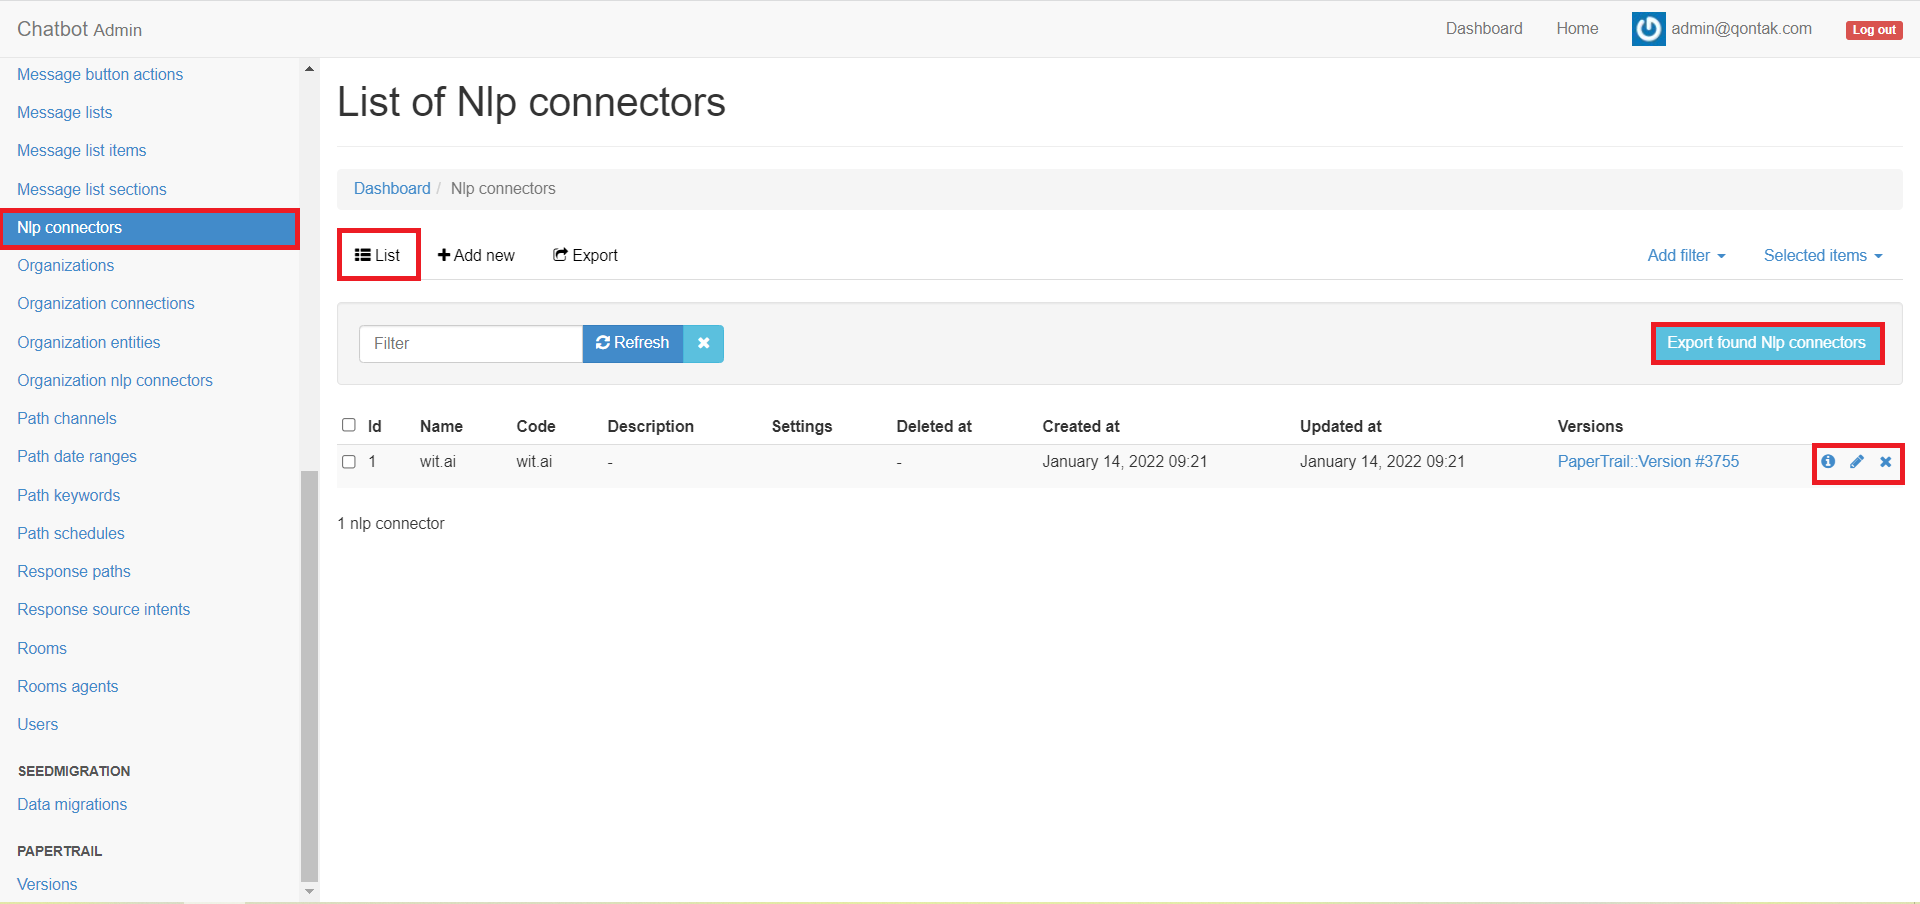 Chatbot Admin
Dashboard
Home
admin@qontak.com
Log out
Message button actions
Message lists
Message list items
Message list sections
Nlp connectors
Organizations
Organization connections
Organization entities
Organization nlp connectors
Path channels
Path date ranges
Path keywords
Path schedules
Response paths
Response source intents
Rooms
Rooms agents
Users
SEEDMIGRATION
Data migrations
PAPERTRAIL
Versions
List of Nlp connectors
Dashboard / Nlp connectors
List
Add new
Export
Add filter
Selected items
Filter
Refresh
Export found Nlp connectors
Id Name Code Description Settings Deleted at Created at Updated at Versions
1 wit.ai wit.ai - - January 14, 2022 09:21 January 14, 2022 09:21 PaperTrail::Version #3755
1 nlp connector